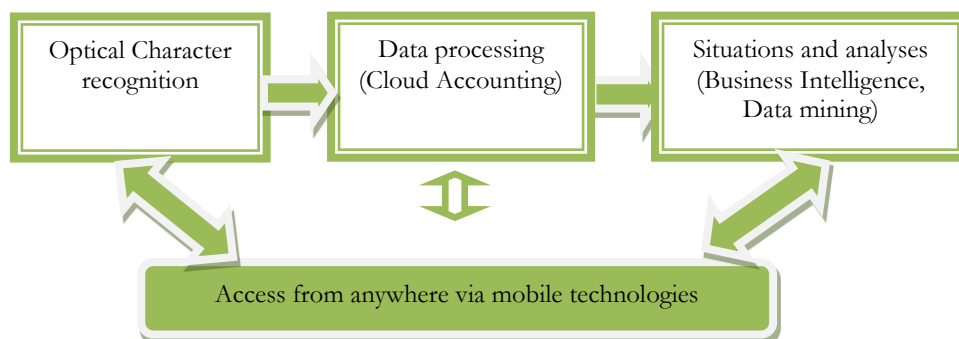 Optical Character
recognition
Data processing
(Cloud Accounting)
Situations and analyses
(Business Intelligence,
Data mining)
Access from anywhere via mobile technologies